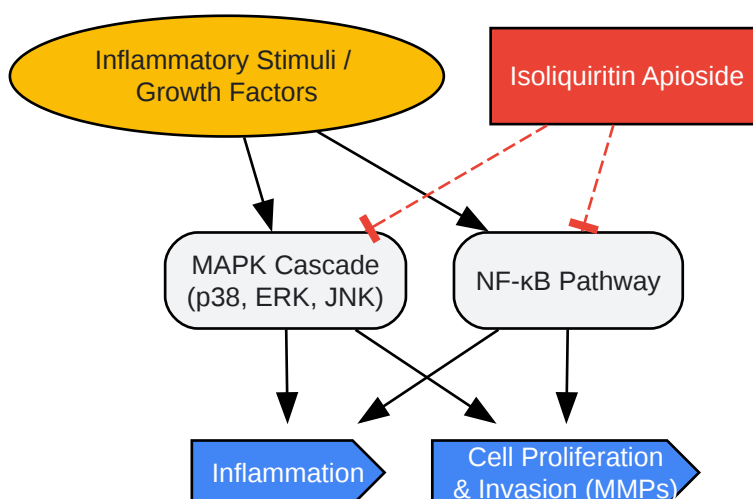 Inflammatory Stimuli /
Growth Factors
Isoliquiritin Apioside
MAPK Cascade
(p38, ERK, JNK)
NF-κB Pathway
Inflammation
Cell Proliferation
& Invasion (MMPs)